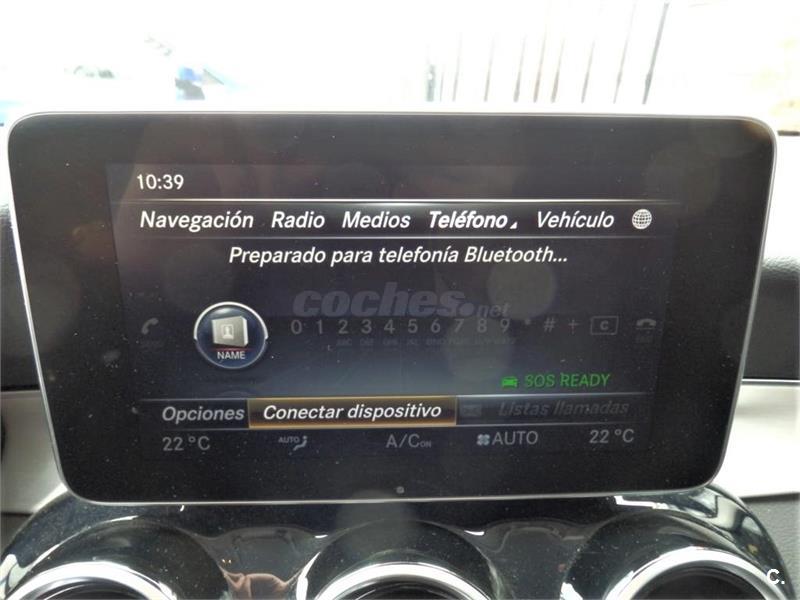 10:39
Navegación Radio Medios Teléfono Vehículo
Preparado para telefonía Bluetooth...
coches.net
0 1 2 3 4 5 6 7 8 9 * # + C
NAME
SOS READY
Opciones Conectar dispositivo Listas llamadas
22 °C AUTO A/C ON AUTO 22 °C
C.